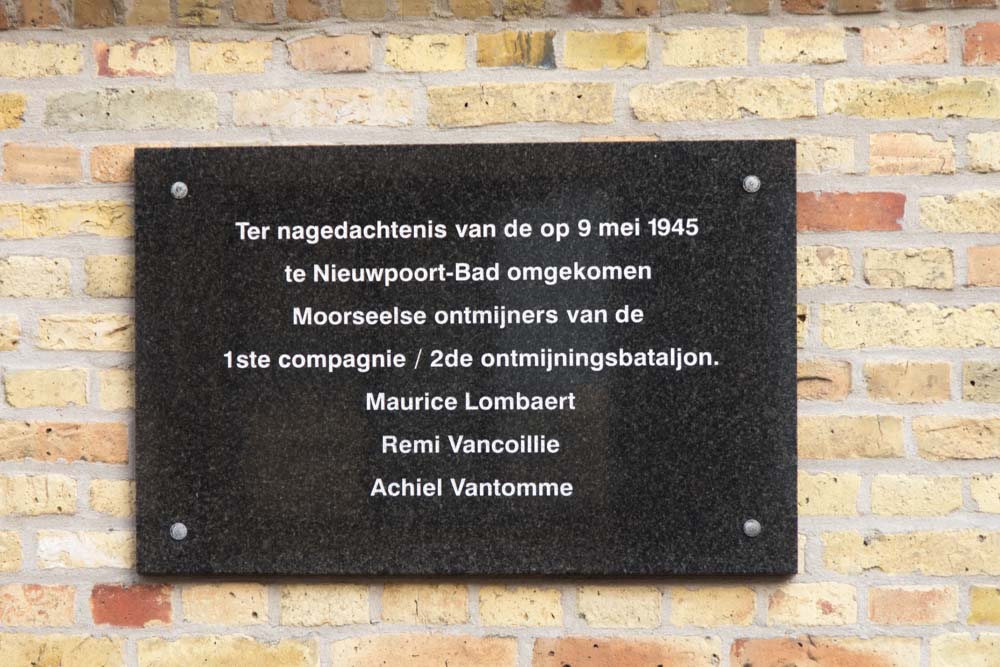 Ter nagedachtenis van de op 9 mei 1945
te Nieuwpoort-Bad omgekomen
Moorseelse ontmijners van de
1ste compagnie / 2de ontmijningsbataljon.
Maurice Lombaert
Remi Vancoillie
Achiel Vantomme